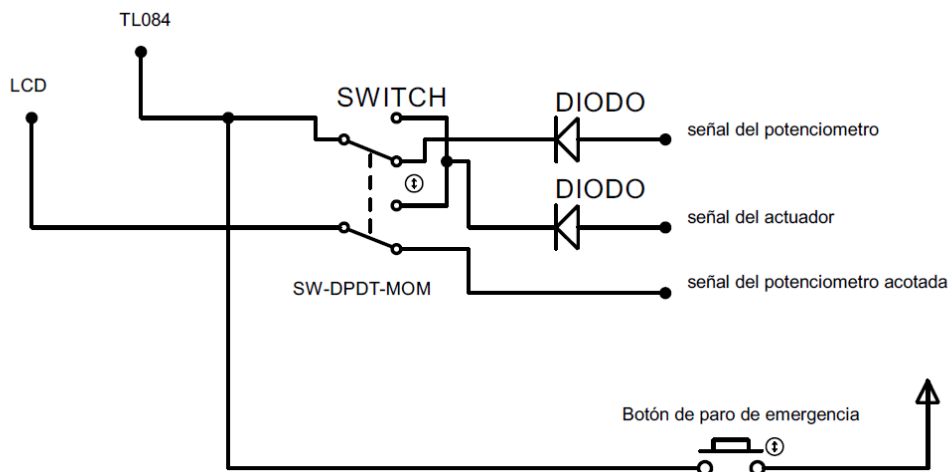 TL084
LCD
SWITCH
DIODO
señal del potenciometro
DIODO
señal del actuador
señal del potenciometro acotada
SW-DPDT-MOM
Botón de paro de emergencia